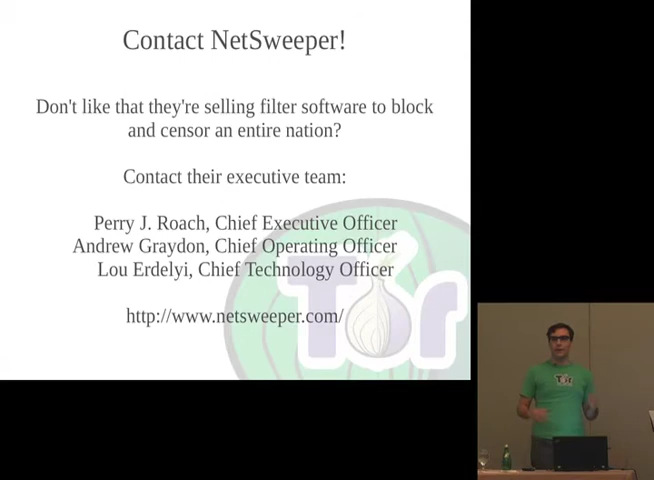 Contact NetSweeper!
Don't like that they're selling filter software to block
and censor an entire nation?
Contact their executive team:
Perry J. Roach, Chief Executive Officer
Andrew Graydon, Chief Operating Officer
Lou Erdelyi, Chief Technology Officer
http://www.netsweeper.com/
Tor
Tor